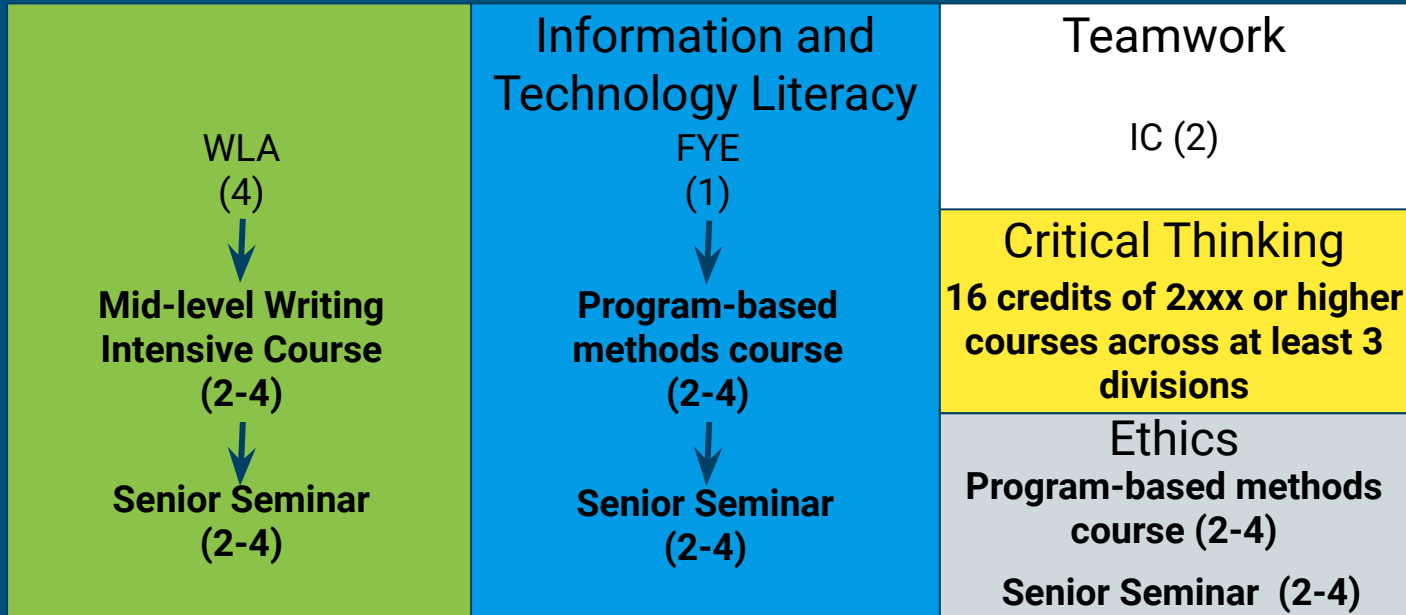 WLA
(4)
Mid-level Writing
Intensive Course
(2-4)
Senior Seminar
(2-4)
Information and
Technology Literacy
FYE
(1)
Program-based
methods course
(2-4)
Senior Seminar
(2-4)
Teamwork
IC (2)
Critical Thinking
16 credits of 2xxx or higher
courses across at least 3
divisions
Ethics
Program-based methods
course (2-4)
Senior Seminar (2-4)